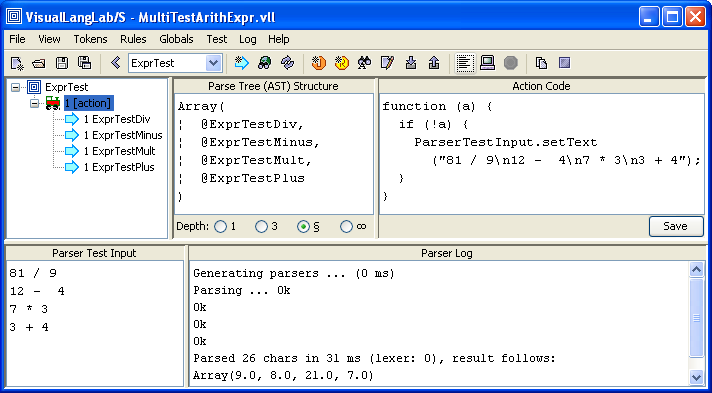 VisualLangLab/S - MultiTestArithExpr.vll
File View Tokens Rules Globals Test Log Help
ExprTest
ExprTest
1 [action]
1 ExprTestDiv
1 ExprTestMinus
1 ExprTestMult
1 ExprTestPlus
Parse Tree (AST) Structure
Array(
¦ @ExprTestDiv,
¦ @ExprTestMinus,
¦ @ExprTestMult,
¦ @ExprTestPlus
)
Depth: 1 3 § ∞
Action Code
function (a) {
if (!a) {
ParserTestInput.setText
("81 / 9\n12 -  4\n7 * 3\n3 + 4");
}
}
Save
Parser Test Input
81 / 9
12 -  4
7 * 3
3 + 4
Parser Log
Generating parsers ... (0 ms)
Parsing ... Ok
Ok
Ok
Ok
Parsed 26 chars in 31 ms (lexer: 0), result follows:
Array(9.0, 8.0, 21.0, 7.0)